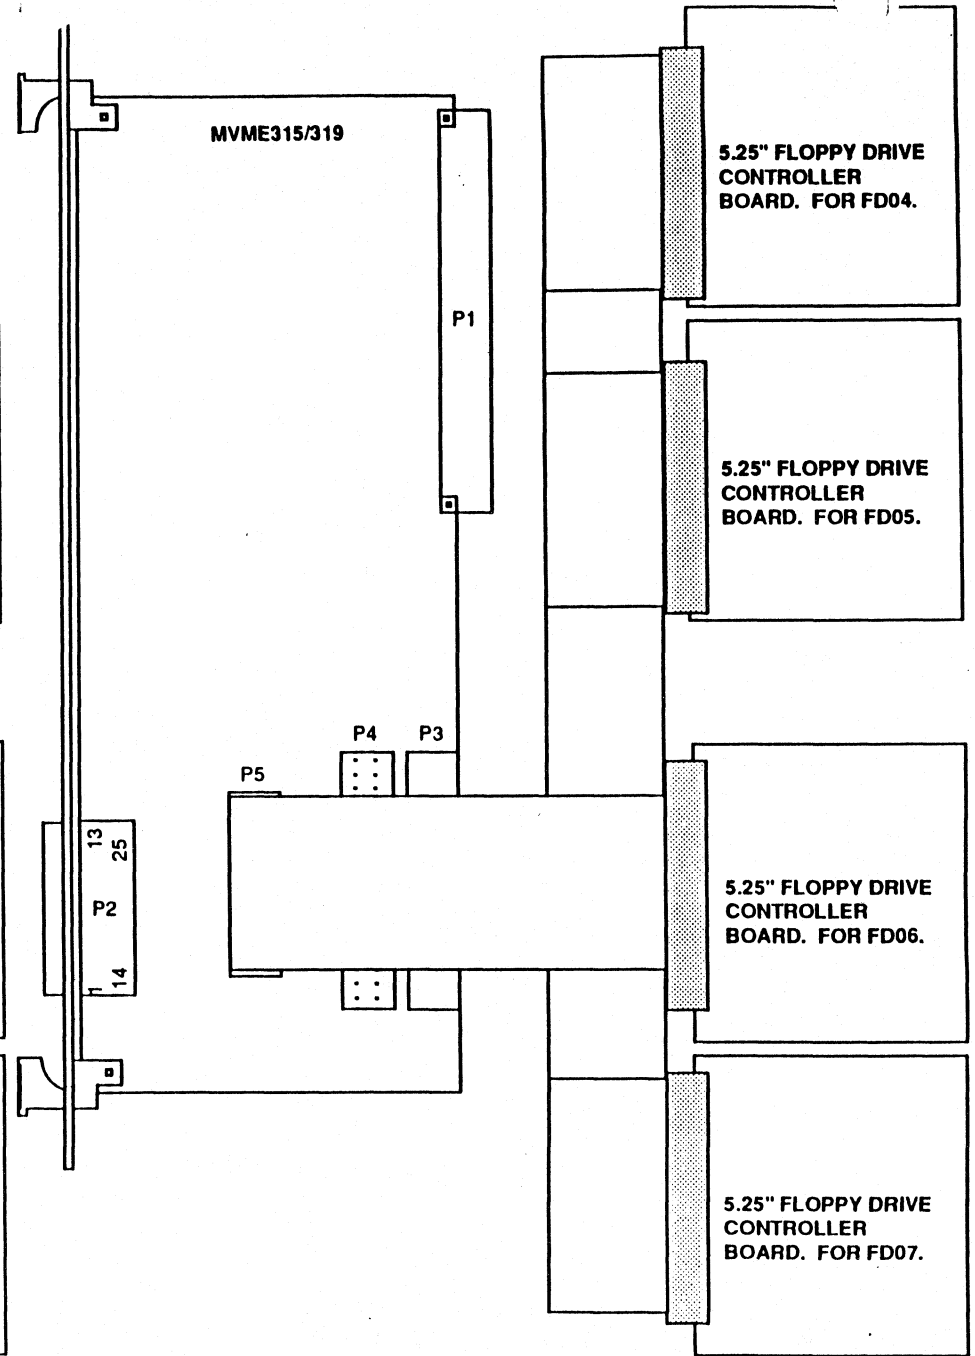 MVME315/319
5.25" FLOPPY DRIVE
CONTROLLER
BOARD. FOR FD04.
P1
5.25" FLOPPY DRIVE
CONTROLLER
BOARD. FOR FD05.
P4
P3
P5
13
25
P2
1
14
5.25" FLOPPY DRIVE
CONTROLLER
BOARD. FOR FD06.
5.25" FLOPPY DRIVE
CONTROLLER
BOARD. FOR FD07.